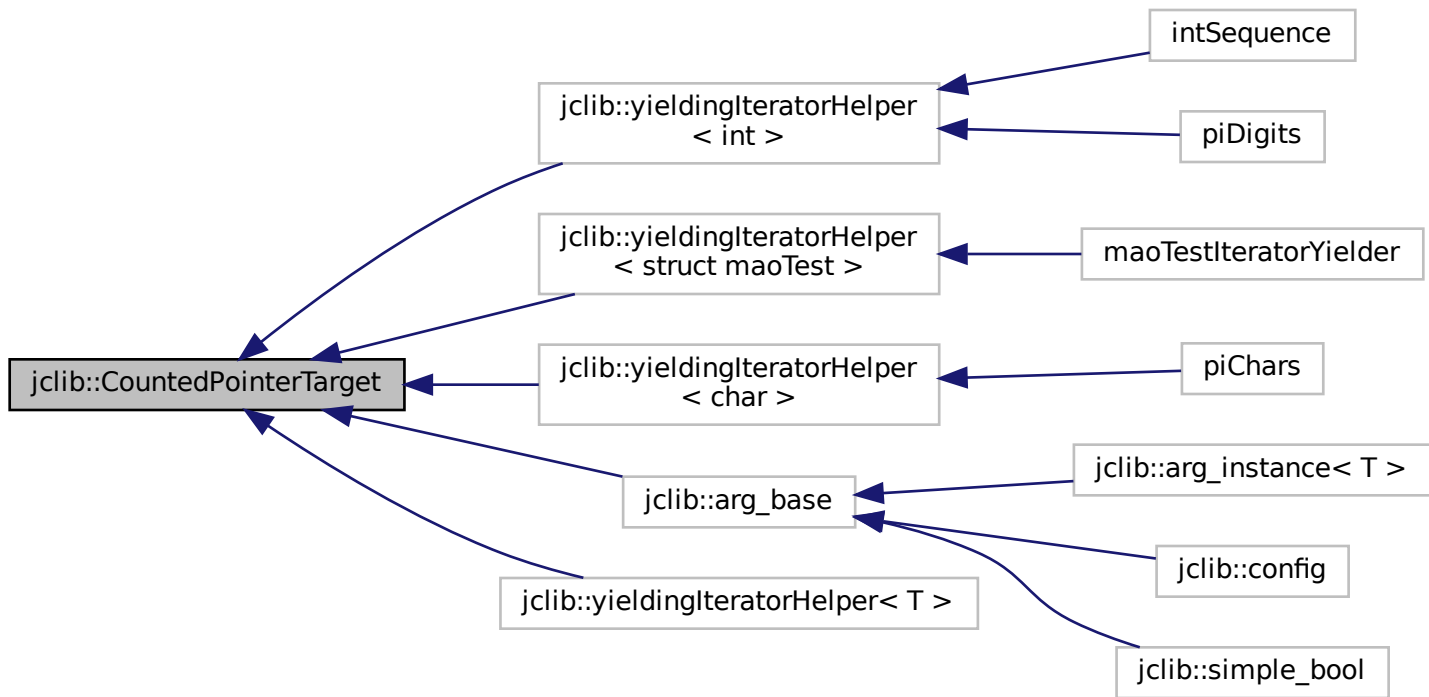 intSequence
jclib::yieldingIteratorHelper
< int >
piDigits
jclib::yieldingIteratorHelper
< struct maoTest >
maoTestIteratorYielder
jclib::CountedPointerTarget
jclib::yieldingIteratorHelper
< char >
piChars
jclib::arg_base
jclib::arg_instance< T >
jclib::config
jclib::yieldingIteratorHelper< T >
jclib::simple_bool